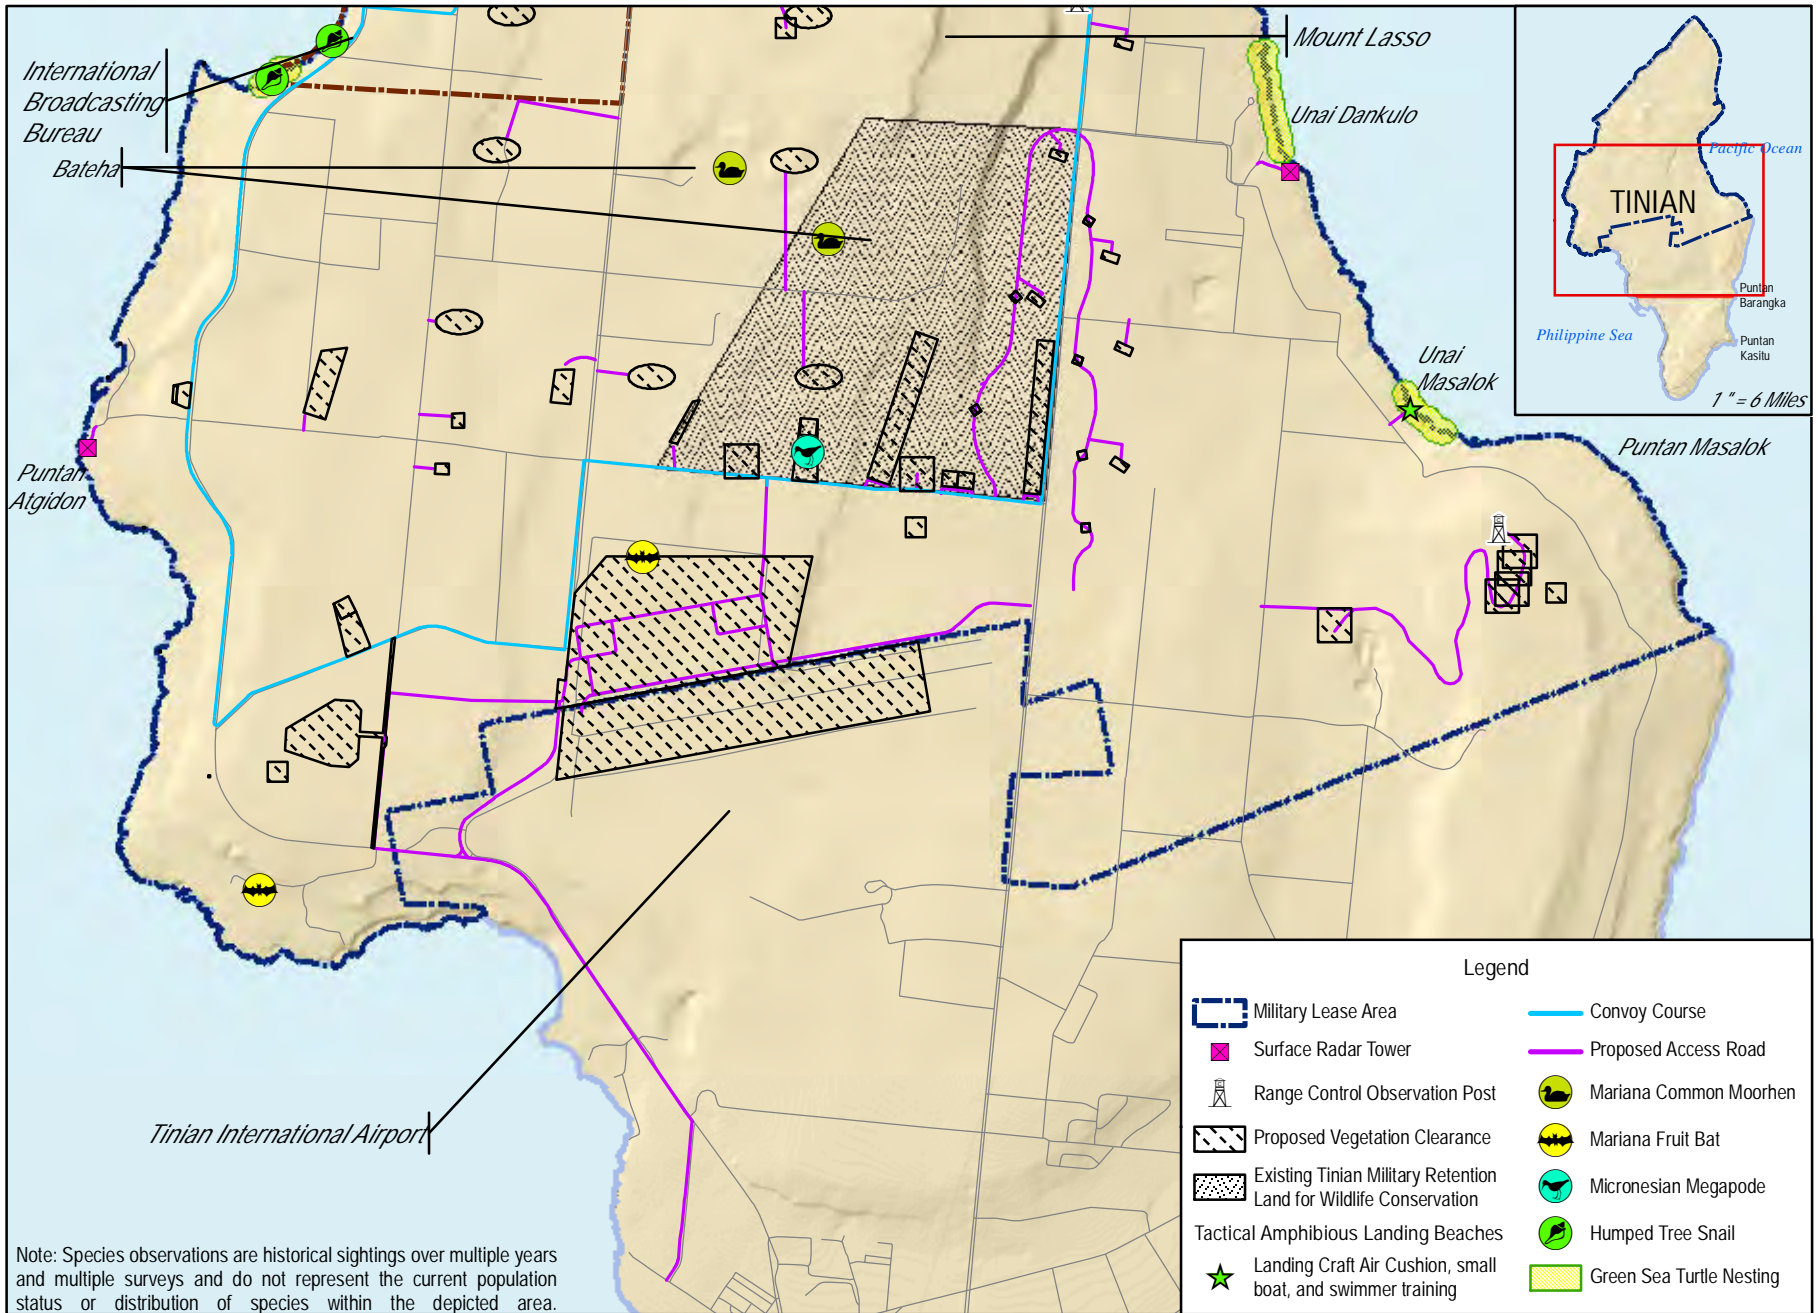 International
Broadcasting
Bureau
Bateha
Mount Lasso
Unai Dankulo
Pacific Ocean
TINIAN
Puntan
Barangka
Philippine Sea
Puntan
Kasitu
1 " = 6 Miles
Unai
Masalok
Puntan Masalok
Puntan
Atgidon
Tinian International Airport
Legend
Military Lease Area
Surface Radar Tower
Range Control Observation Post
Proposed Vegetation Clearance
Existing Tinian Military Retention
Land for Wildlife Conservation
Tactical Amphibious Landing Beaches
Landing Craft Air Cushion, small
boat, and swimmer training
Convoy Course
Proposed Access Road
Mariana Common Moorhen
Mariana Fruit Bat
Micronesian Megapode
Humped Tree Snail
Green Sea Turtle Nesting
Note: Species observations are historical sightings over multiple years
and multiple surveys and do not represent the current population
status or distribution of species within the depicted area.